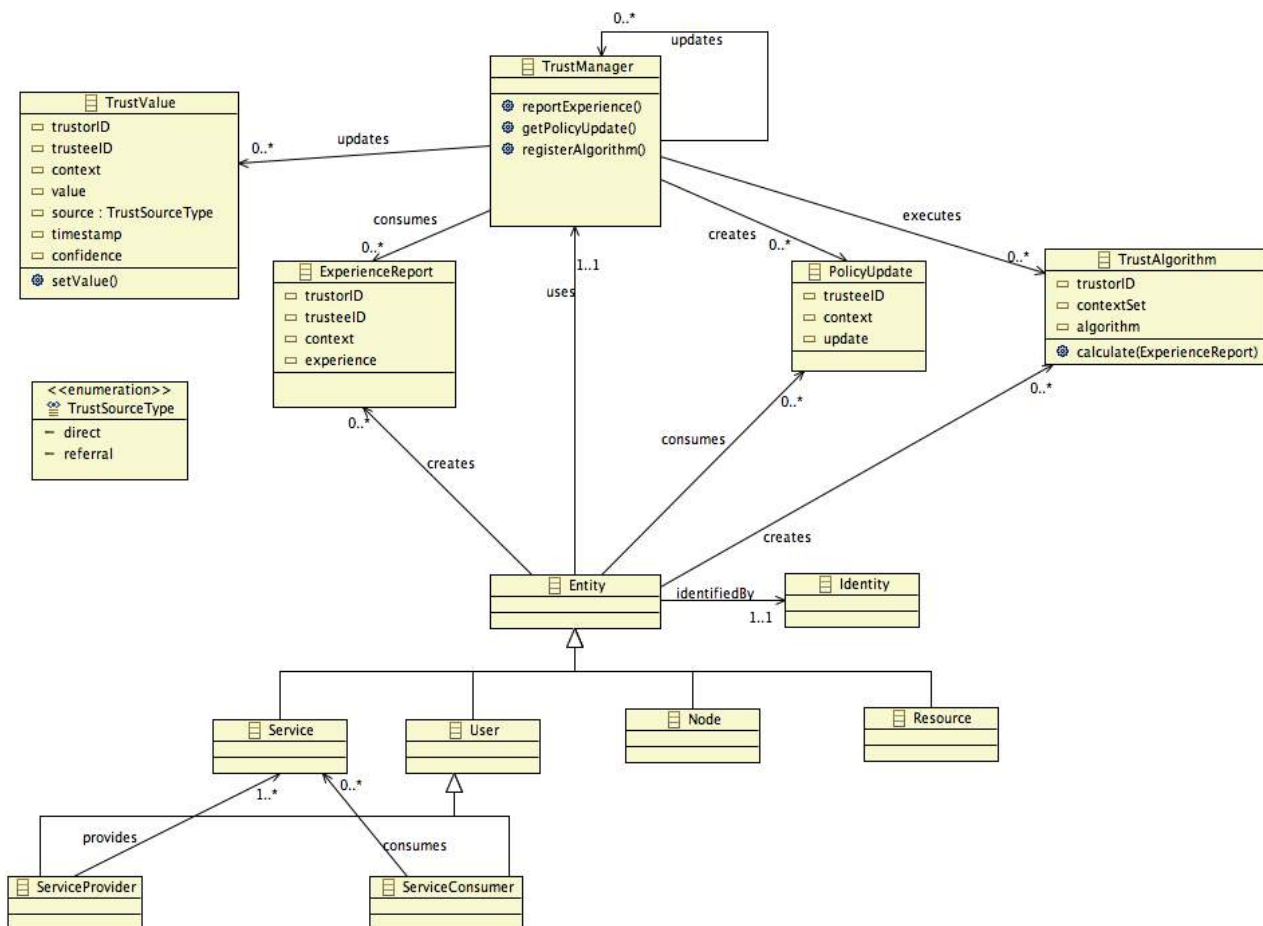 0..*
updates
TrustManager
reportExperience()
getPolicyUpdate()
registerAlgorithm()
TrustValue
trustorID
trusteeID
context
value
source : TrustSourceType
timestamp
confidence
setValue()
0..*
updates
consumes
0..*
creates
0..*
executes
0..*
ExperienceReport
trustorID
trusteeID
context
experience
1..1
uses
PolicyUpdate
trusteeID
context
update
TrustAlgorithm
trustorID
contextSet
algorithm
calculate(ExperienceReport)
<<enumeration>>
TrustSourceType
direct
referral
0..*
creates
0..*
consumes
0..*
creates
Entity
identifiedBy
1..1
Identity
Service
User
Node
Resource
1..*
0..*
provides
consumes
ServiceProvider
ServiceConsumer